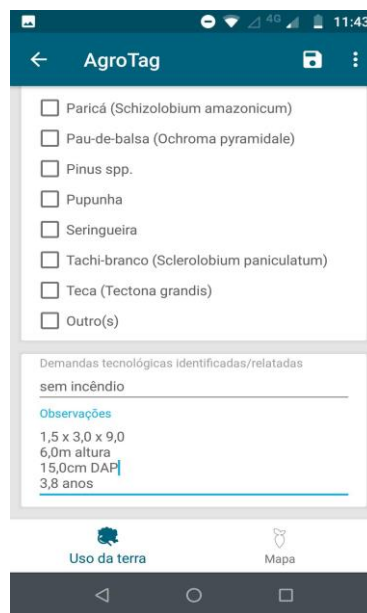 4G 11:43
AgroTag
Paricá (Schizolobium amazonicum)
Pau-de-balsa (Ochroma pyramidale)
Pinus spp.
Pupunha
Seringueira
Tachi-branco (Sclerolobium paniculatum)
Teca (Tectona grandis)
Outro(s)
Demandas tecnológicas identificadas/relatadas
sem incêndio
Observações
1,5 x 3,0 x 9,0
6,0m altura
15,0cm DAP
3,8 anos
Uso da terra Mapa